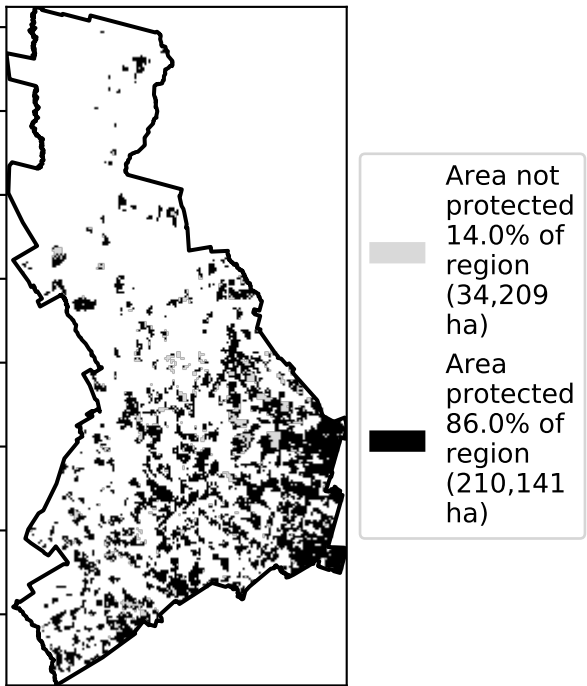 Area not
protected
14.0% of
region
(34,209
ha)
Area
protected
86.0% of
region
(210,141
ha)